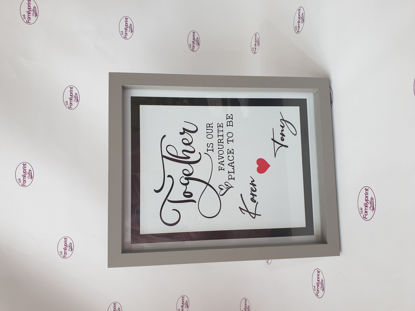 Together
IS OUR
FAVOURITE
PLACE TO BE
Karen Tony